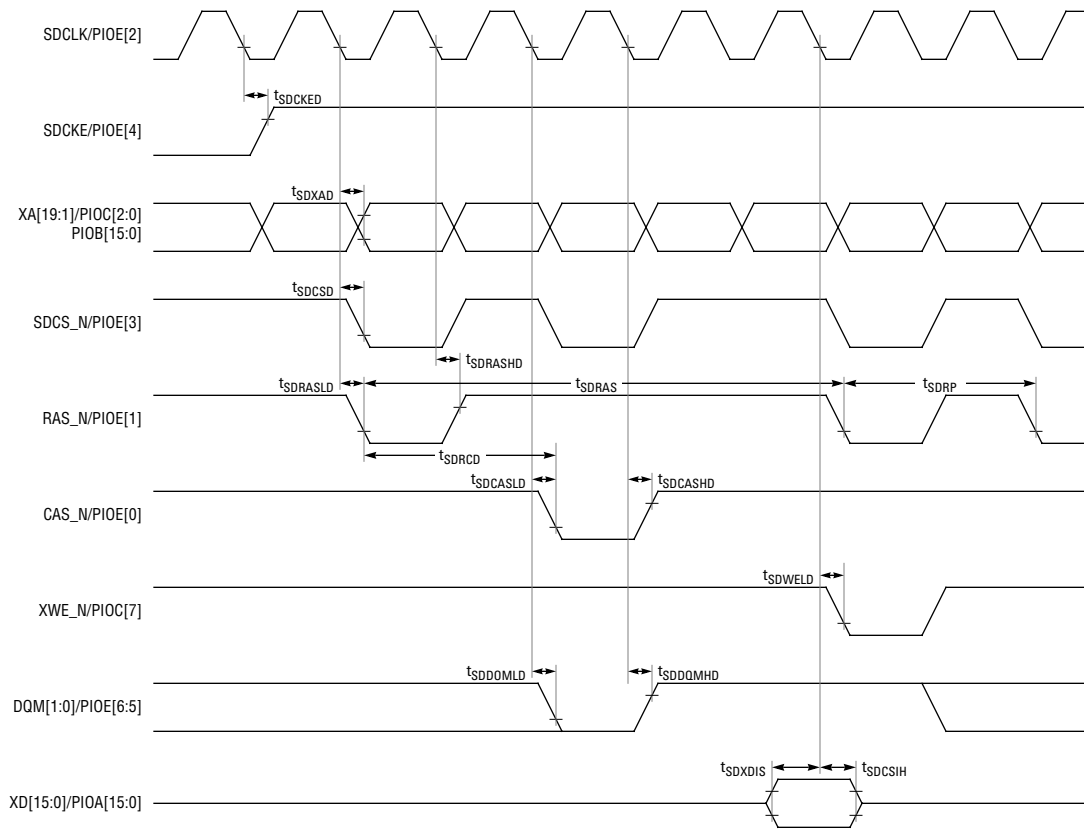 SDCLK/PIOE[2]
tSDCKED
SDCKE/PIOE[4]
tSDXAD
XA[19:1]/PIOC[2:0]
PIOB[15:0]
tSDCSD
SDCS_N/PIOE[3]
tSDRASHD
tSDRASLD
tSDRAS
tSDRP
RAS_N/PIOE[1]
tSDRCD
tSDCASLD
tSDCASHD
CAS_N/PIOE[0]
tSDWELD
XWE_N/PIOC[7]
tSDDOMLD
tSDDQMHD
DQM[1:0]/PIOE[6:5]
tSDXDIS
tSDCSIH
XD[15:0]/PIOA[15:0]